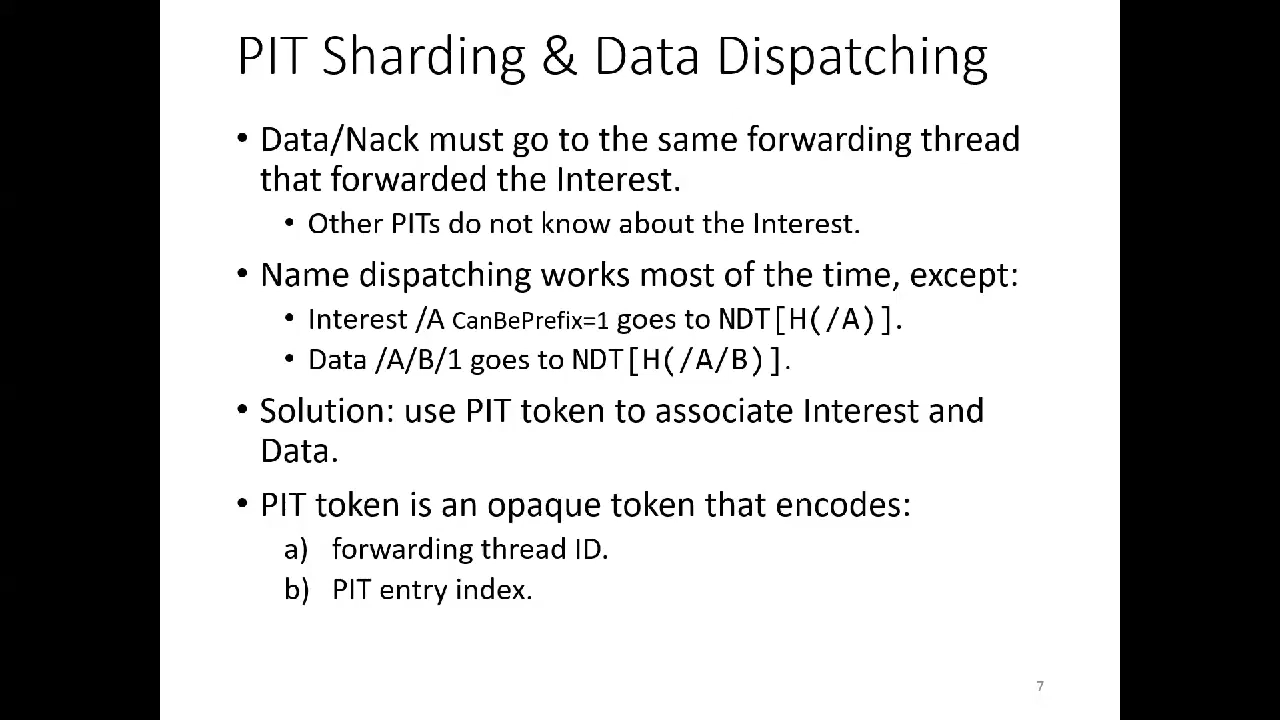 PIT Sharding & Data Dispatching
• Data/Nack must go to the same forwarding thread
that forwarded the Interest.
• Other PITs do not know about the Interest.
• Name dispatching works most of the time, except:
• Interest /A CanBePrefix=1 goes to NDT[H(/A)].
• Data /A/B/1 goes to NDT[H(/A/B)].
• Solution: use PIT token to associate Interest and
Data.
• PIT token is an opaque token that encodes:
a) forwarding thread ID.
b) PIT entry index.
7